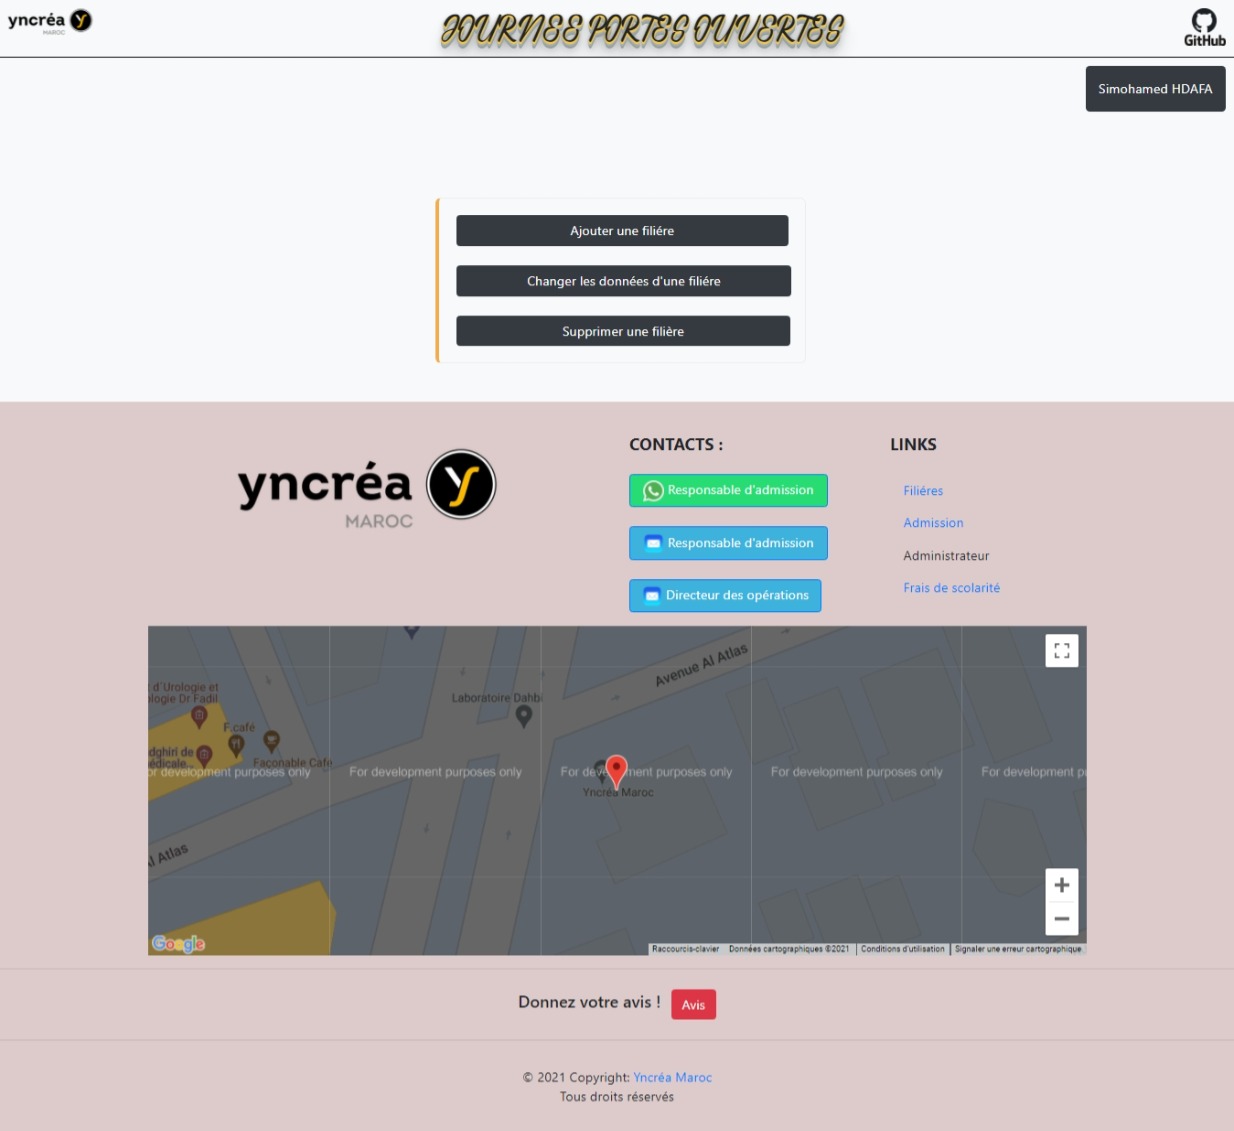 yncréa
MAROC
JOURNEE PORTES OUVERTES
GitHub
Simohamed HDAFA
Ajouter une filiére
Changer les données d'une filiére
Supprimer une filière
yncréa
MAROC
CONTACTS :
Responsable d'admission
Responsable d'admission
Directeur des opérations
LINKS
Filiéres
Admission
Administrateur
Frais de scolarité
Avenue Al Atlas
d'Urologie et
logie Dr Fadil
Laboratoire Dahbi
F.café
Façonable Café
dghiri de
édicale...
or development purposes only
For development purposes only
For development purposes only
For development purposes only
For development pu
Yncréa Maroc
Al Atlas
Google
Raccourcis-clavier
Données cartographiques ©2021
Conditions d'utilisation
Signaler une erreur cartographique
Donnez votre avis !
Avis
© 2021 Copyright: Yncréa Maroc
Tous droits réservés